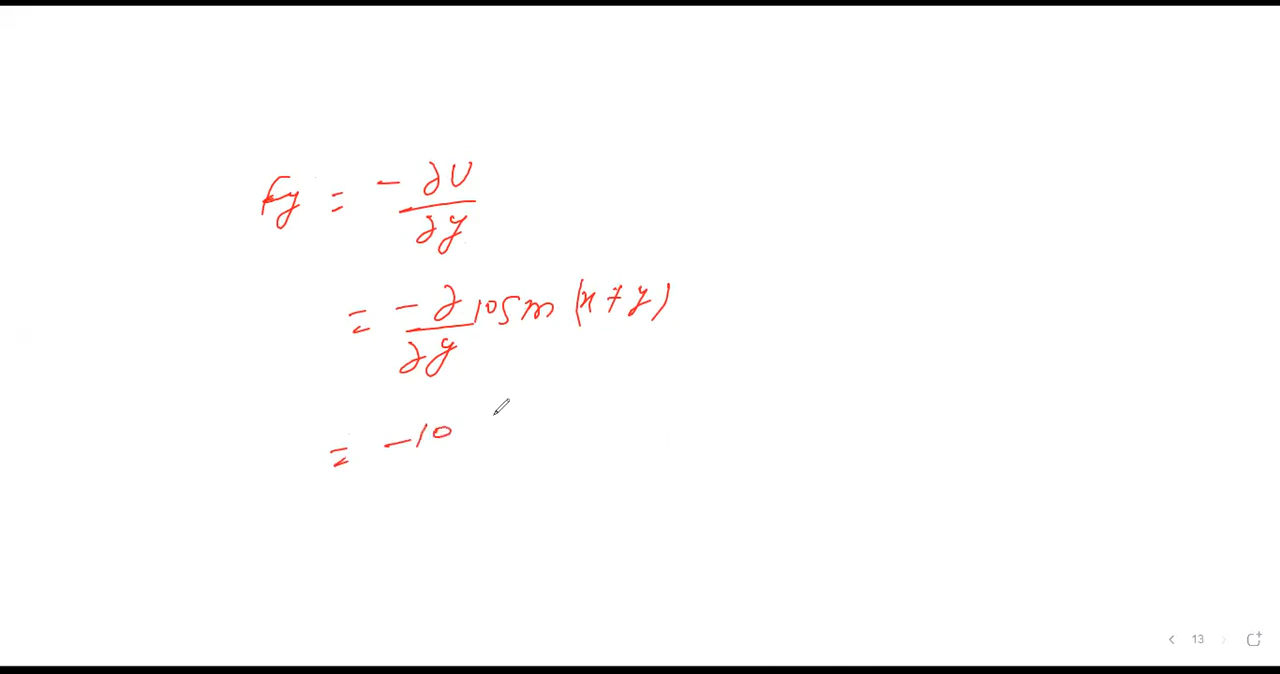 Fy = -∂U/∂y
= -∂/∂y 10 Sin (x+y)
= -10
13